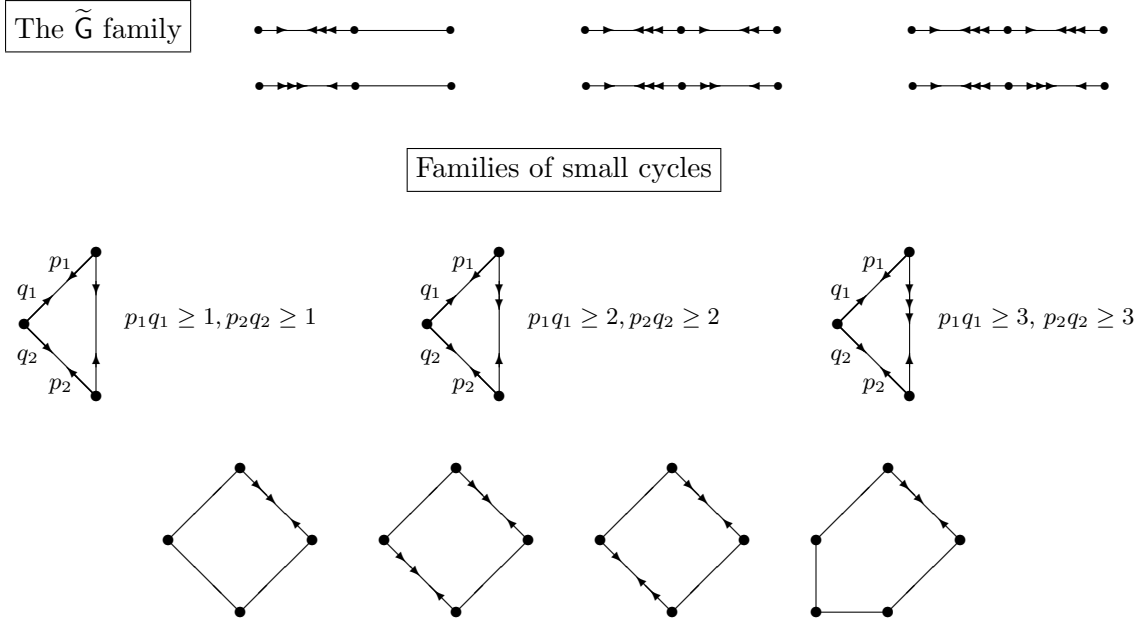 The G̃ family
Families of small cycles
p₁
q₁
q₂
p₂
p₁q₁ ≥ 1, p₂q₂ ≥ 1
p₁
q₁
q₂
p₂
p₁q₁ ≥ 2, p₂q₂ ≥ 2
p₁
q₁
q₂
p₂
p₁q₁ ≥ 3, p₂q₂ ≥ 3